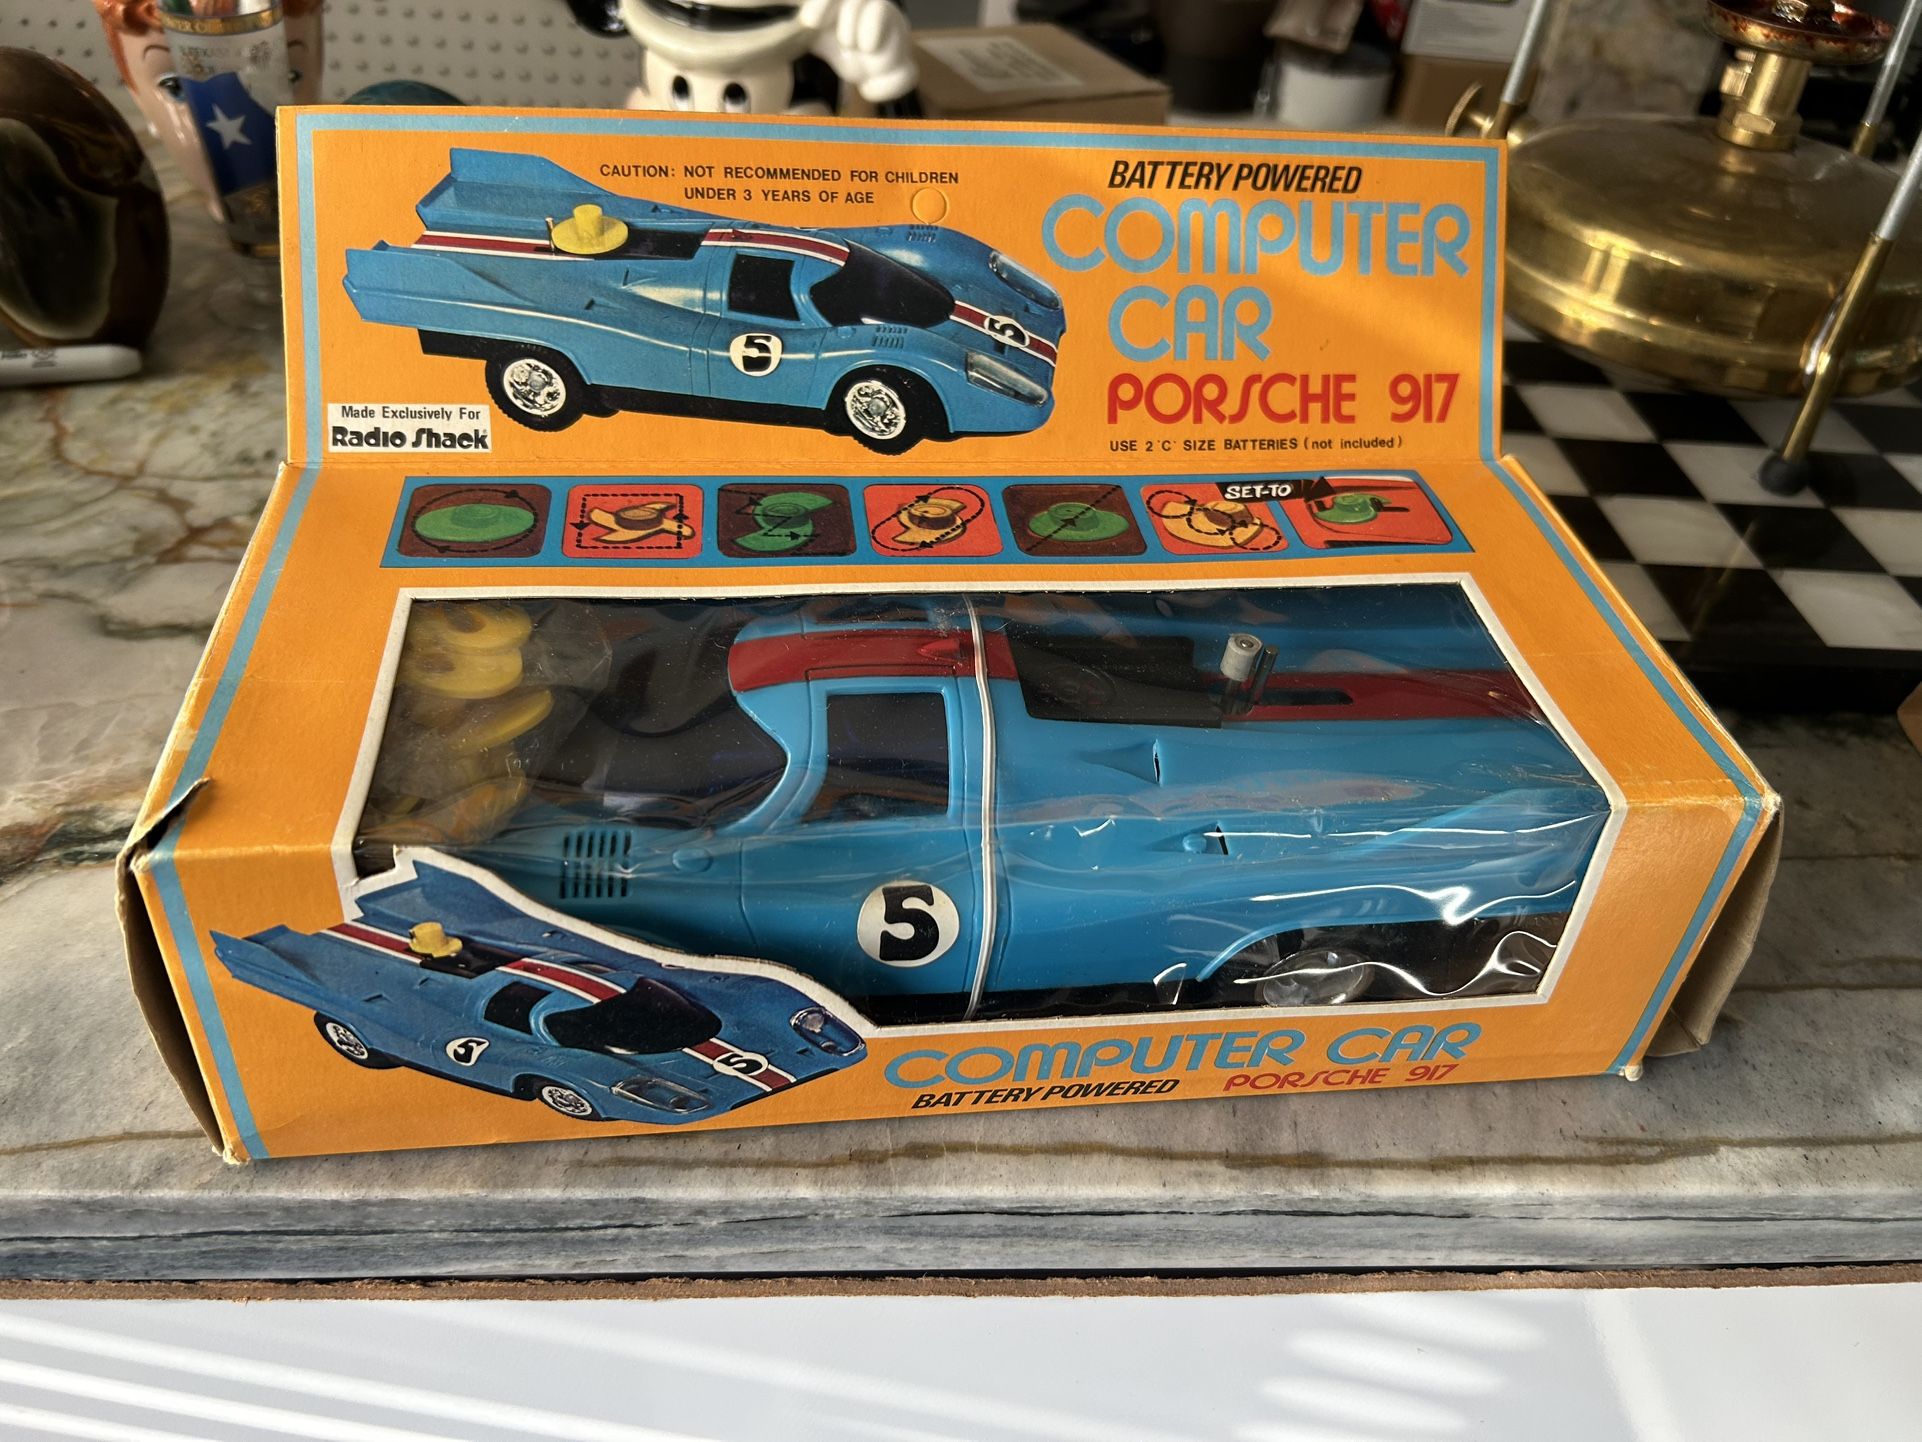 CAUTION: NOT RECOMMENDED FOR CHILDREN
UNDER 3 YEARS OF AGE
BATTERY POWERED
COMPUTER
CAR
PORSCHE 917
USE 2 'C' SIZE BATTERIES (not included)
5
5
Made Exclusively For
Radio Shack
SET-TO
5
5
5
COMPUTER CAR
BATTERY POWERED PORSCHE 917